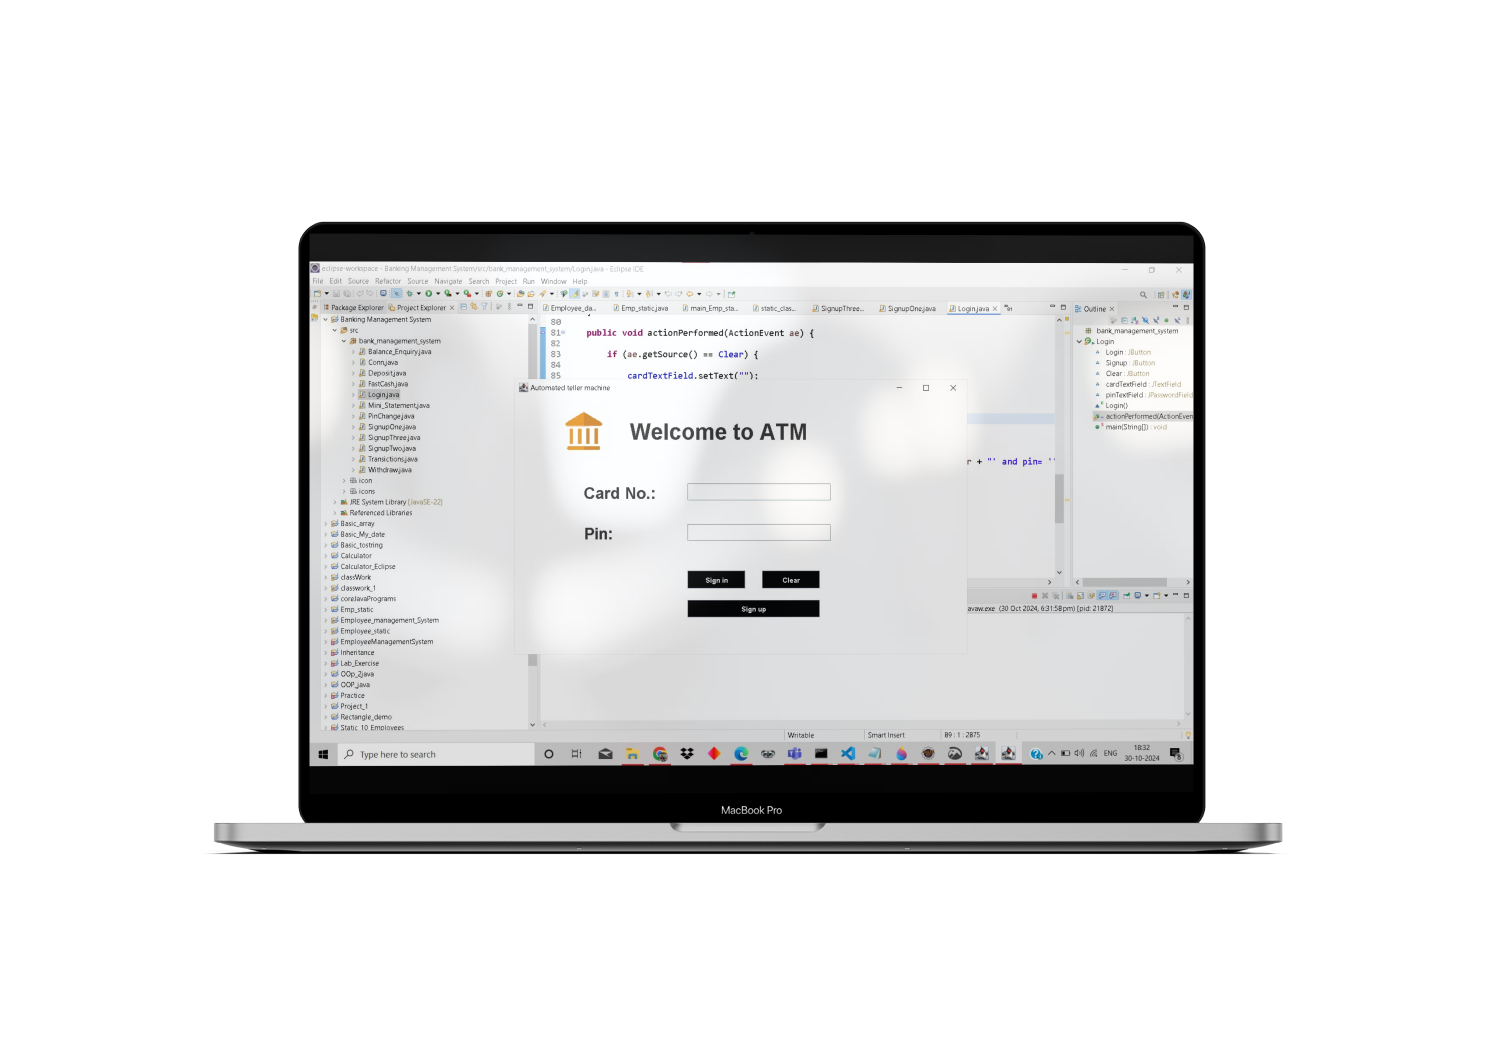 eclipse-workspace - Banking Management System/src/bank_management_system/Login.java - Eclipse IDE
File Edit Source Refactor Source Navigate Search Project Run Window Help
Package Explorer Project Explorer
Employee_da... Emp_static.java main_Emp_sta... static_clas... SignupThree... SignupOne.java Login.java
Outline
Banking Management System
src
bank_management_system
Balance_Enquiry.java
Conn.java
Deposit.java
FastCash.java
Login.java
Mini_Statement.java
PinChange.java
SignupOne.java
SignupThree.java
SignupTwo.java
Transictions.java
Withdraw.java
icon
icons
JRE System Library [JavaSE-22]
Referenced Libraries
Basic_array
Basic_My_date
Basic_tostring
Calculator
Calculator_Eclipse
classWork
classwork_1
coreJavaPrograms
Emp_static
Employee_management_System
Employee_static
EmployeeManagementSystem
Inheritance
Lab_Exercise
OOp_2java
OOP_java
Practice
Project_1
Rectangle_demo
Static_10_Employees
80
81 public void actionPerformed(ActionEvent ae) {
82
83 if (ae.getSource() == Clear) {
84
85 cardTextField.setText("");
r + "' and pin= '
Automated teller machine
Welcome to ATM
Card No.:
Pin:
Sign in Clear
Sign up
bank_management_system
Login
Login : JButton
Signup : JButton
Clear : JButton
cardTextField : JTextField
pinTextField : JPasswordField
Login()
actionPerformed(ActionEven
main(String[]) : void
avaw.exe (30 Oct 2024, 6:31:58 pm) [pid: 21872]
Writable Smart Insert 89 : 1 : 2875
Type here to search
ENG
18:32
30-10-2024
MacBook Pro